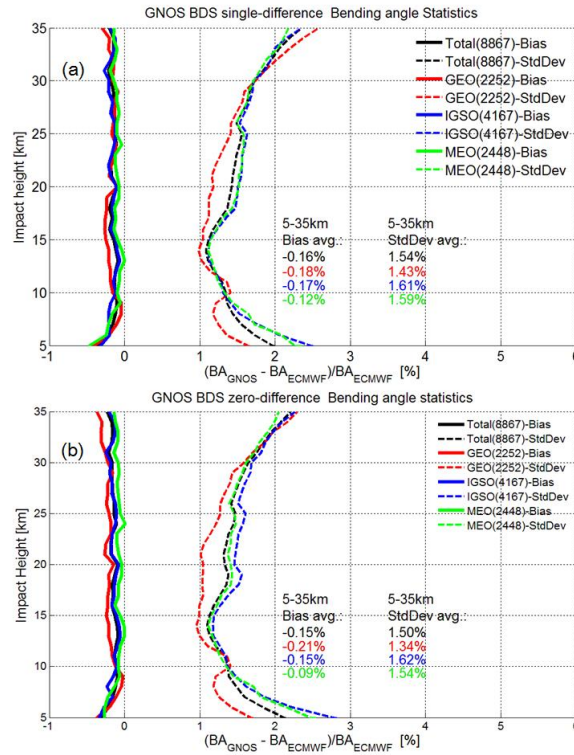 GNOS BDS single-difference Bending angle Statistics
35
30
25
20
15
10
5
Impact height [km]
(a)
Total(8867)-Bias
Total(8867)-StdDev
GEO(2252)-Bias
GEO(2252)-StdDev
IGSO(4167)-Bias
IGSO(4167)-StdDev
MEO(2448)-Bias
MEO(2448)-StdDev
5-35km 5-35km
Bias avg.: StdDev avg.:
-0.16% 1.54%
-0.18% 1.43%
-0.17% 1.61%
-0.12% 1.59%
-1 0 1 2 3 4 5 6
(BA_GNOS - BA_ECMWF)/BA_ECMWF [%]
GNOS BDS zero-difference Bending angle statistics
35
30
25
20
15
10
5
Impact Height [km]
(b)
Total(8867)-Bias
Total(8867)-StdDev
GEO(2252)-Bias
GEO(2252)-StdDev
IGSO(4167)-Bias
IGSO(4167)-StdDev
MEO(2448)-Bias
MEO(2448)-StdDev
5-35km 5-35km
Bias avg.: StdDev avg.:
-0.15% 1.50%
-0.21% 1.34%
-0.15% 1.62%
-0.09% 1.54%
-1 0 1 2 3 4 5 6
(BA_GNOS - BA_ECMWF)/BA_ECMWF [%]